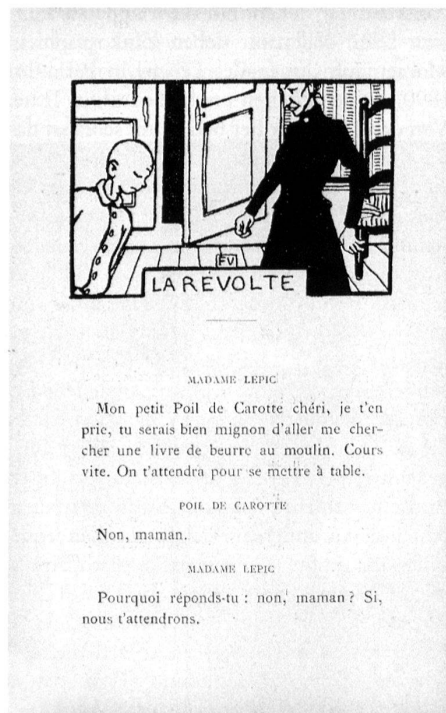 FV
LA RÉVOLTE
MADAME LEPIC
Mon petit Poil de Carotte chéri, je t'en
prie, tu serais bien mignon d'aller me cher-
cher une livre de beurre au moulin. Cours
vite. On t'attendra pour se mettre à table.
POIL DE CAROTTE
Non, maman.
MADAME LEPIC
Pourquoi réponds-tu : non, maman ? Si,
nous t'attendrons.